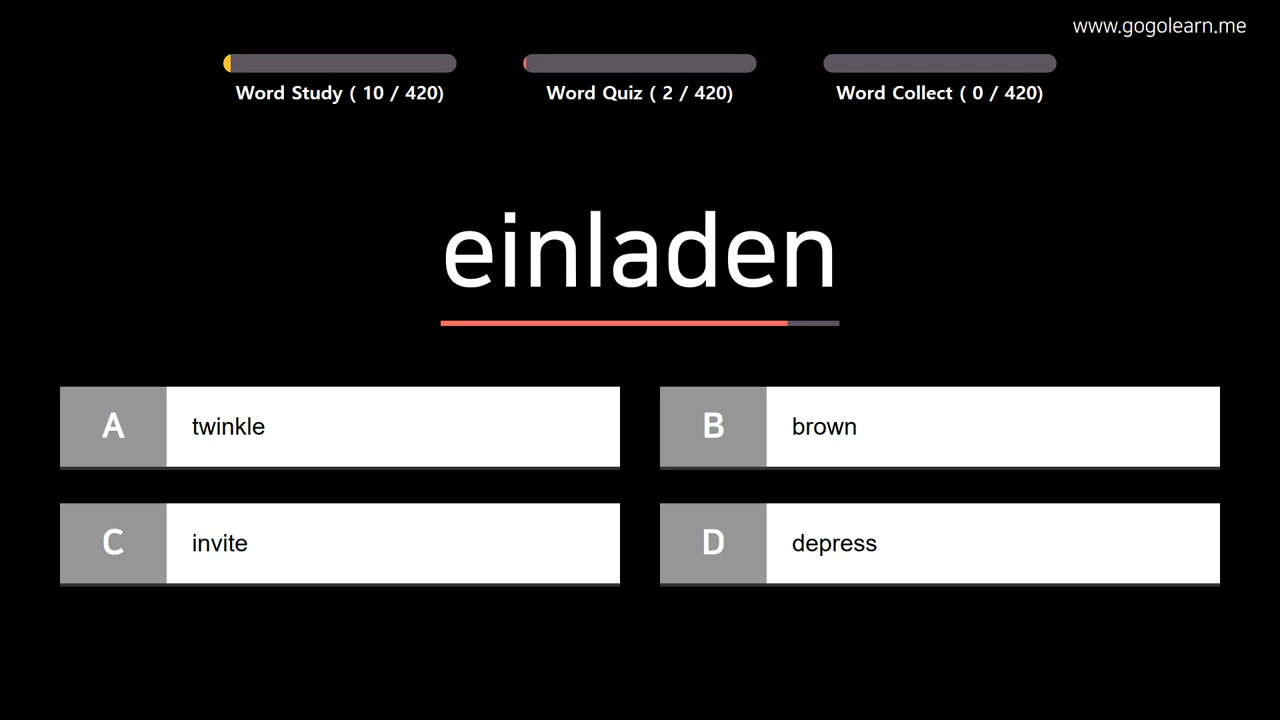 www.gogolearn.me
Word Study ( 10 / 420)
Word Quiz ( 2 / 420)
Word Collect ( 0 / 420)
einladen
A twinkle
B brown
C invite
D depress